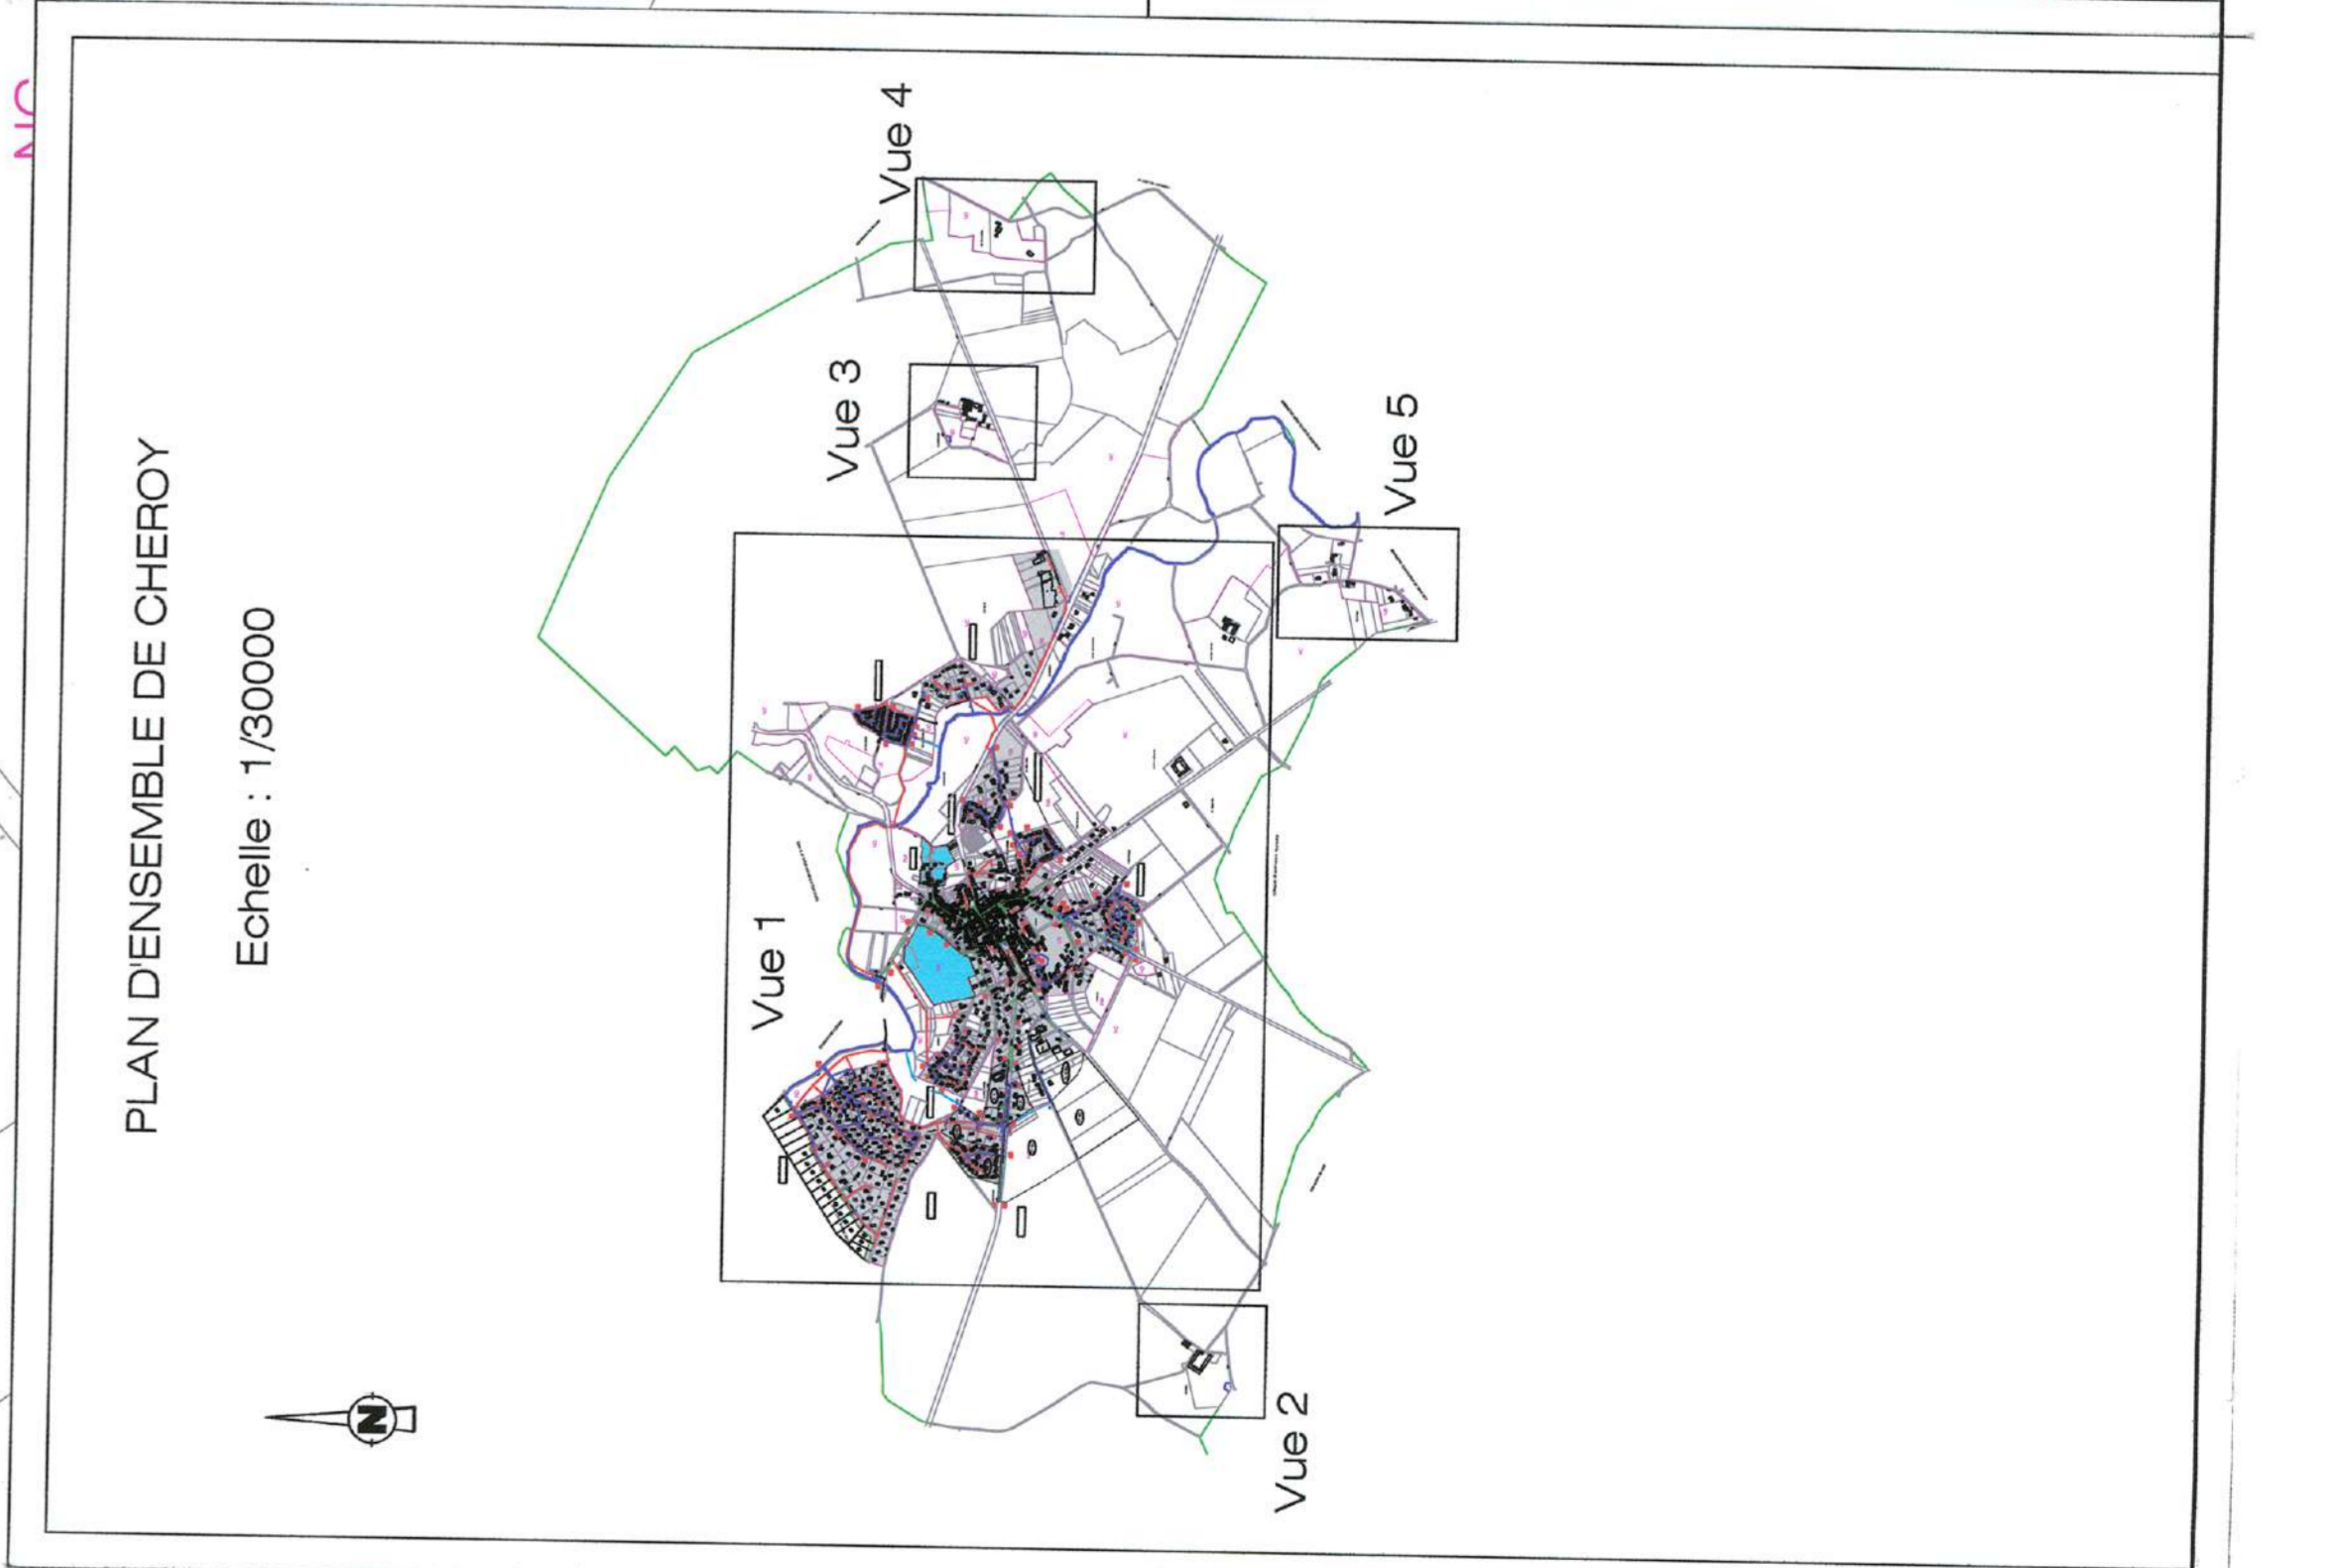 PLAN D'ENSEMBLE DE CHEROY
Echelle : 1/30000
Vue 1
Vue 2
Vue 3
Vue 4
Vue 5
N